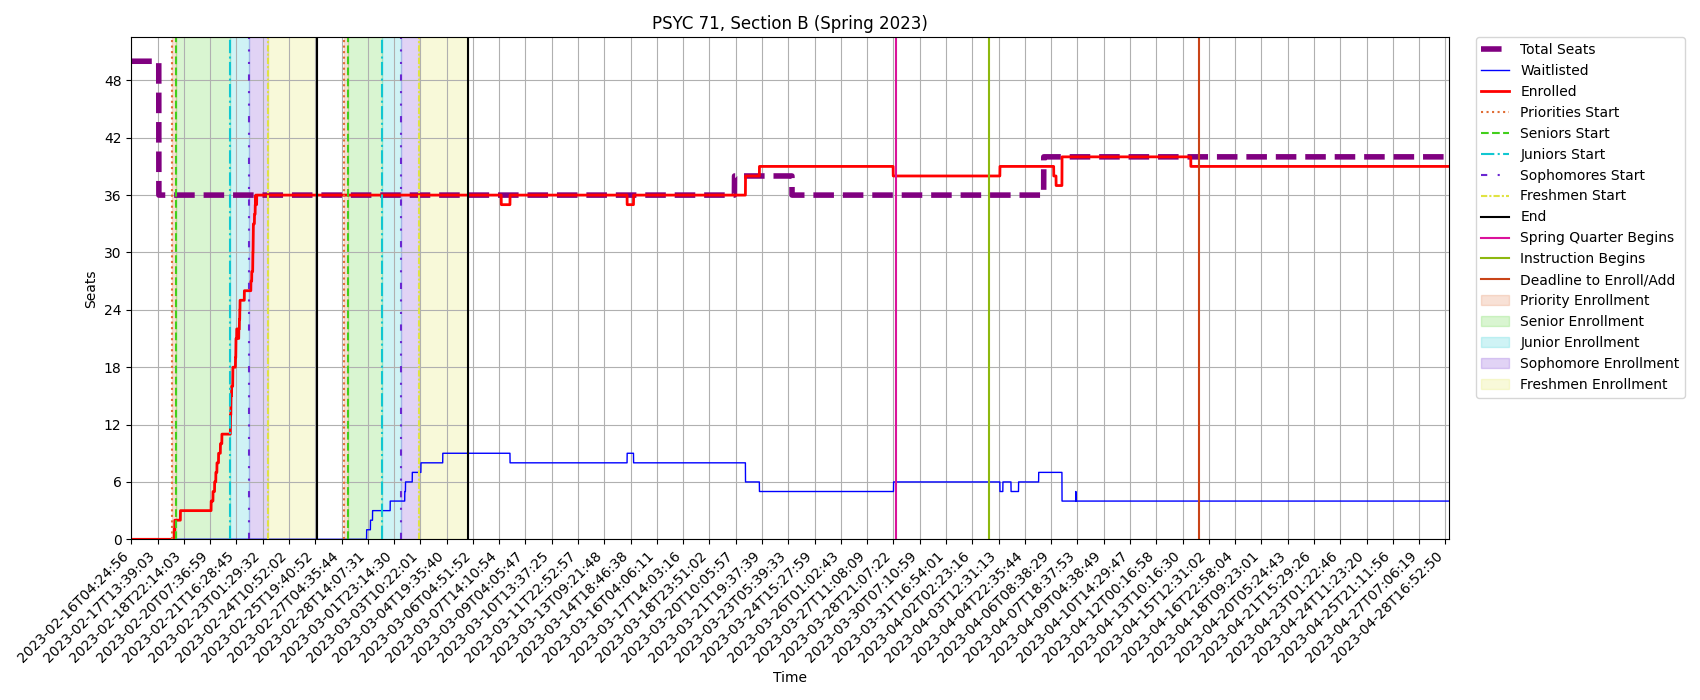 PSYC 71, Section B (Spring 2023)
Seats
48
42
36
30
24
18
12
6
0
2023-02-16T04:24:56
2023-02-17T13:39:03
2023-02-18T22:14:03
2023-02-20T07:36:59
2023-02-21T16:28:45
2023-02-23T01:29:32
2023-02-24T10:52:02
2023-02-25T19:40:52
2023-02-27T04:35:44
2023-02-28T14:07:31
2023-03-01T23:14:30
2023-03-03T10:22:01
2023-03-04T19:35:40
2023-03-06T04:51:52
2023-03-07T14:10:54
2023-03-09T04:05:47
2023-03-10T13:37:25
2023-03-11T22:52:57
2023-03-13T09:21:48
2023-03-14T18:46:38
2023-03-16T04:06:11
2023-03-17T14:03:16
2023-03-18T23:51:02
2023-03-20T10:05:57
2023-03-21T19:37:39
2023-03-23T05:39:33
2023-03-24T15:27:59
2023-03-26T01:02:43
2023-03-27T11:08:09
2023-03-28T21:07:22
2023-03-30T07:10:59
2023-03-31T16:54:01
2023-04-02T02:23:16
2023-04-03T12:31:13
2023-04-04T22:35:44
2023-04-06T08:38:29
2023-04-07T18:37:53
2023-04-09T04:38:49
2023-04-10T14:29:47
2023-04-12T00:16:58
2023-04-13T10:16:30
2023-04-15T12:31:02
2023-04-16T22:58:04
2023-04-18T09:23:01
2023-04-20T05:24:43
2023-04-21T15:29:26
2023-04-23T01:22:46
2023-04-24T11:23:20
2023-04-25T21:11:56
2023-04-27T07:06:19
2023-04-28T16:52:50
Time
Total Seats
Waitlisted
Enrolled
Priorities Start
Seniors Start
Juniors Start
Sophomores Start
Freshmen Start
End
Spring Quarter Begins
Instruction Begins
Deadline to Enroll/Add
Priority Enrollment
Senior Enrollment
Junior Enrollment
Sophomore Enrollment
Freshmen Enrollment